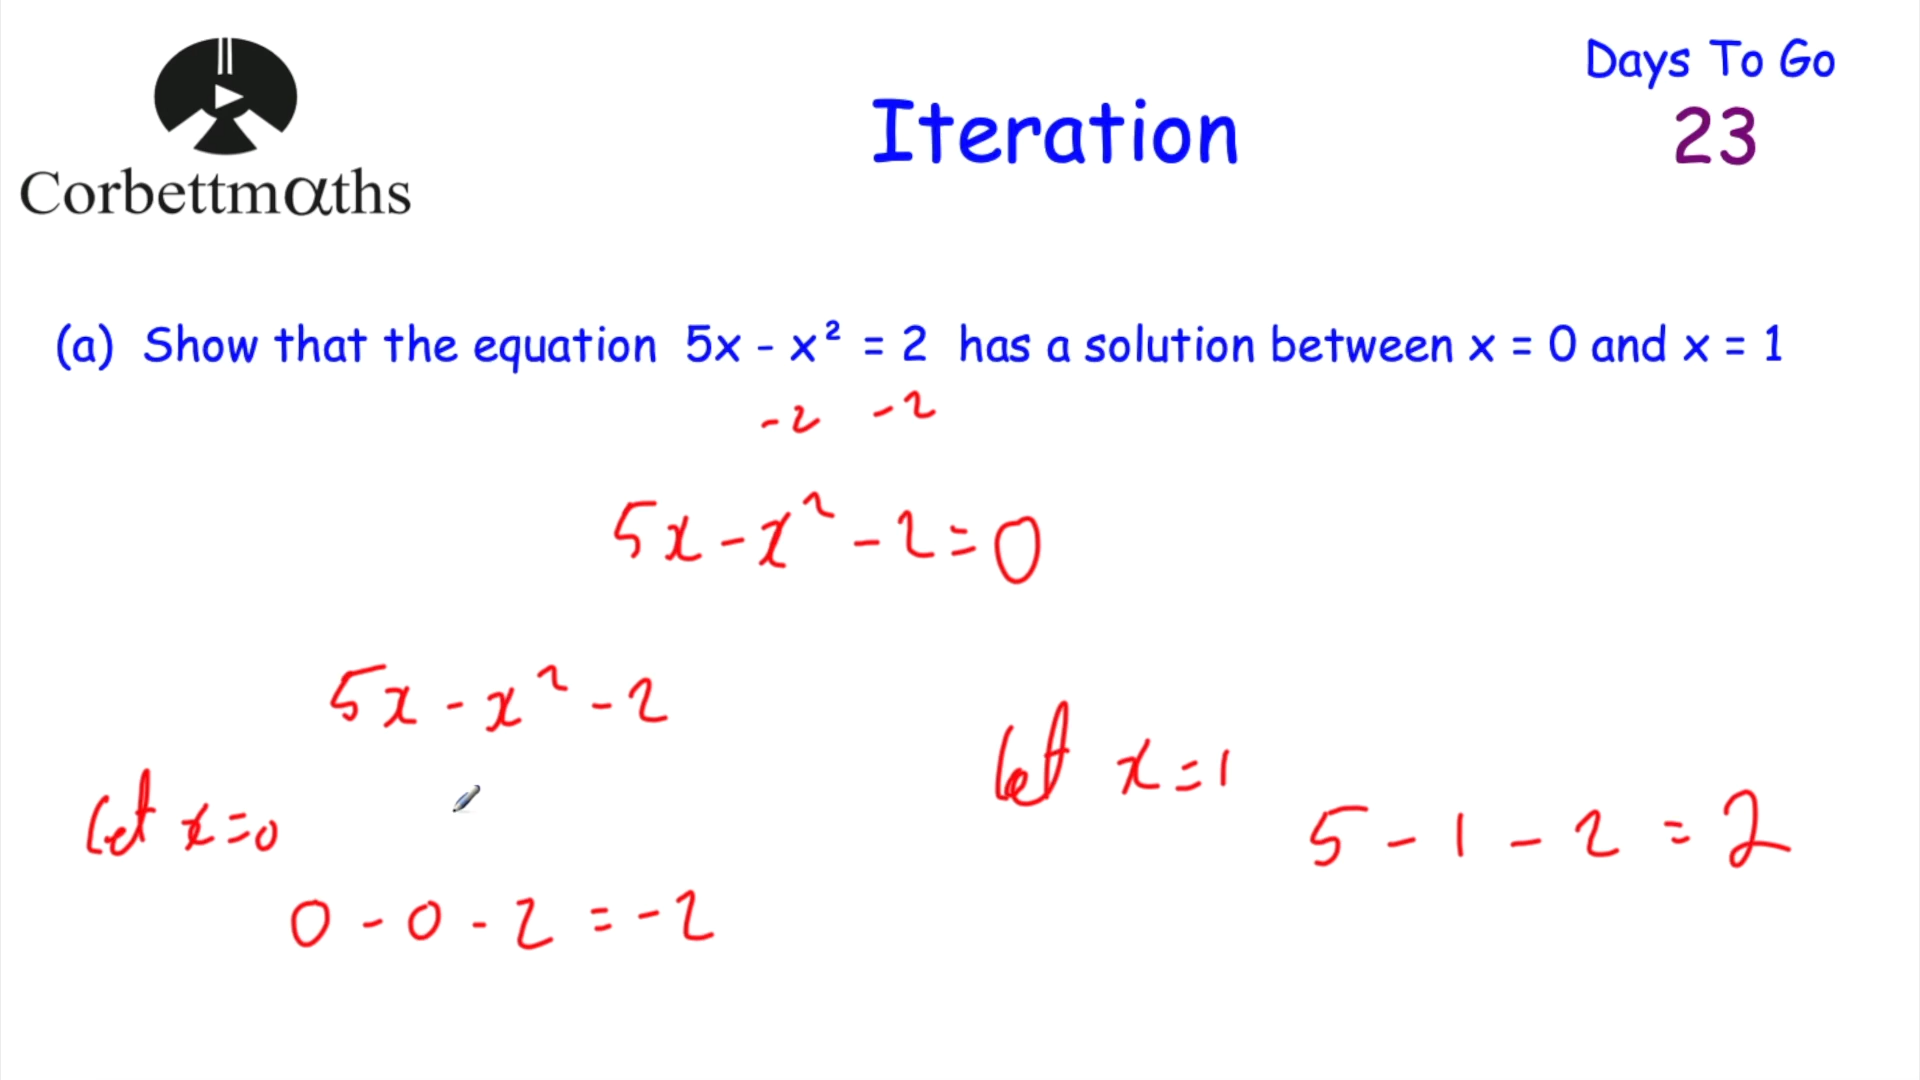 Corbettmαths
Iteration
Days To Go
23
(a) Show that the equation 5x - x² = 2 has a solution between x = 0 and x = 1
-2 -2
5x - x² - 2 = 0
5x - x² - 2
let x = 0
0 - 0 - 2 = -2
let x = 1
5 - 1 - 2 = 2